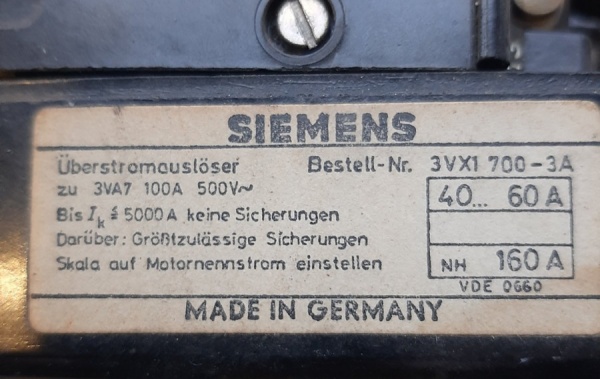 SIEMENS
Überstromauslöser Bestell-Nr. 3VX1 700-3A
zu 3VA7 100A 500V~ 40... 60 A
Bis Ik ≦ 5000 A keine Sicherungen
Darüber: Größtzulässige Sicherungen
Skala auf Motornennstrom einstellen NH 160 A
VDE 0660
MADE IN GERMANY